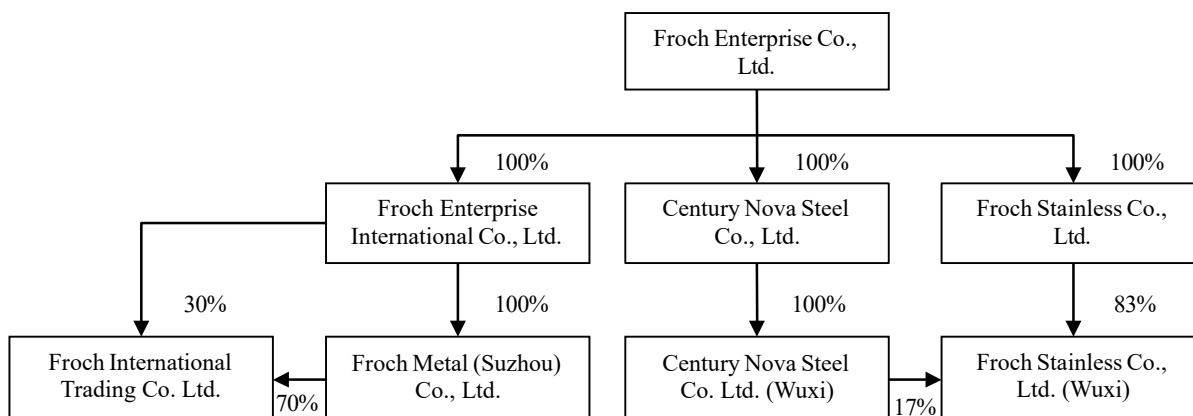 Froch Enterprise Co.,
Ltd.
100%
100%
100%
Froch Enterprise
International Co., Ltd.
Century Nova Steel
Co., Ltd.
Froch Stainless Co.,
Ltd.
30%
100%
100%
83%
Froch International
Trading Co. Ltd.
70%
Froch Metal (Suzhou)
Co., Ltd.
Century Nova Steel
Co. Ltd. (Wuxi)
17%
Froch Stainless Co.,
Ltd. (Wuxi)